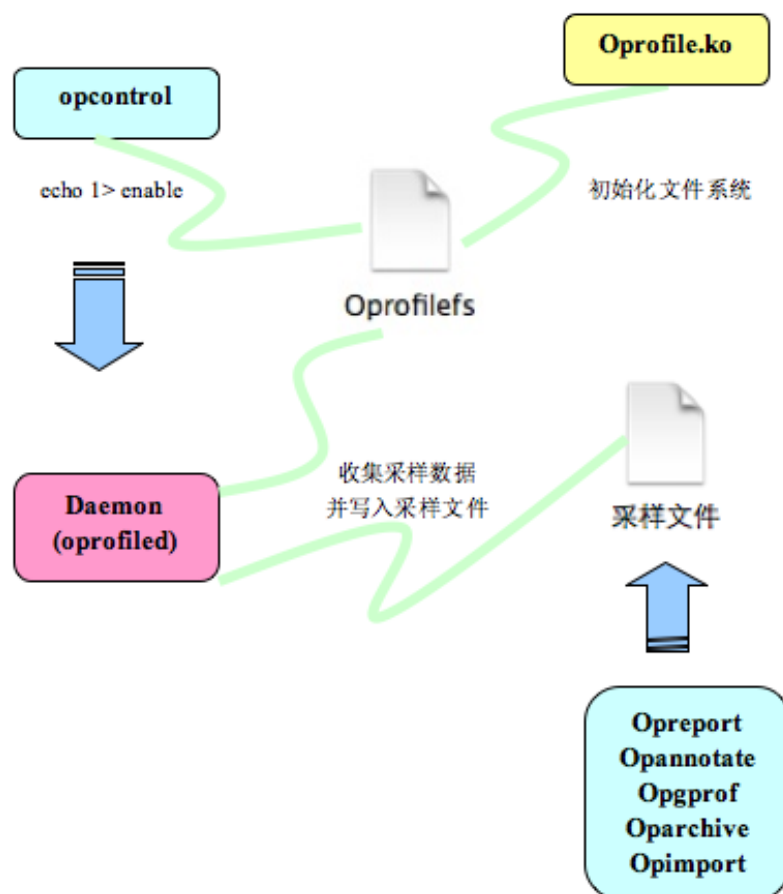 Oprofile.ko
opcontrol
echo 1> enable
初始化文件系统
Oprofilefs
收集采样数据
并写入采样文件
Daemon
(oprofiled)
采样文件
Opreport
Opannotate
Opgprof
Oparchive
Opimport